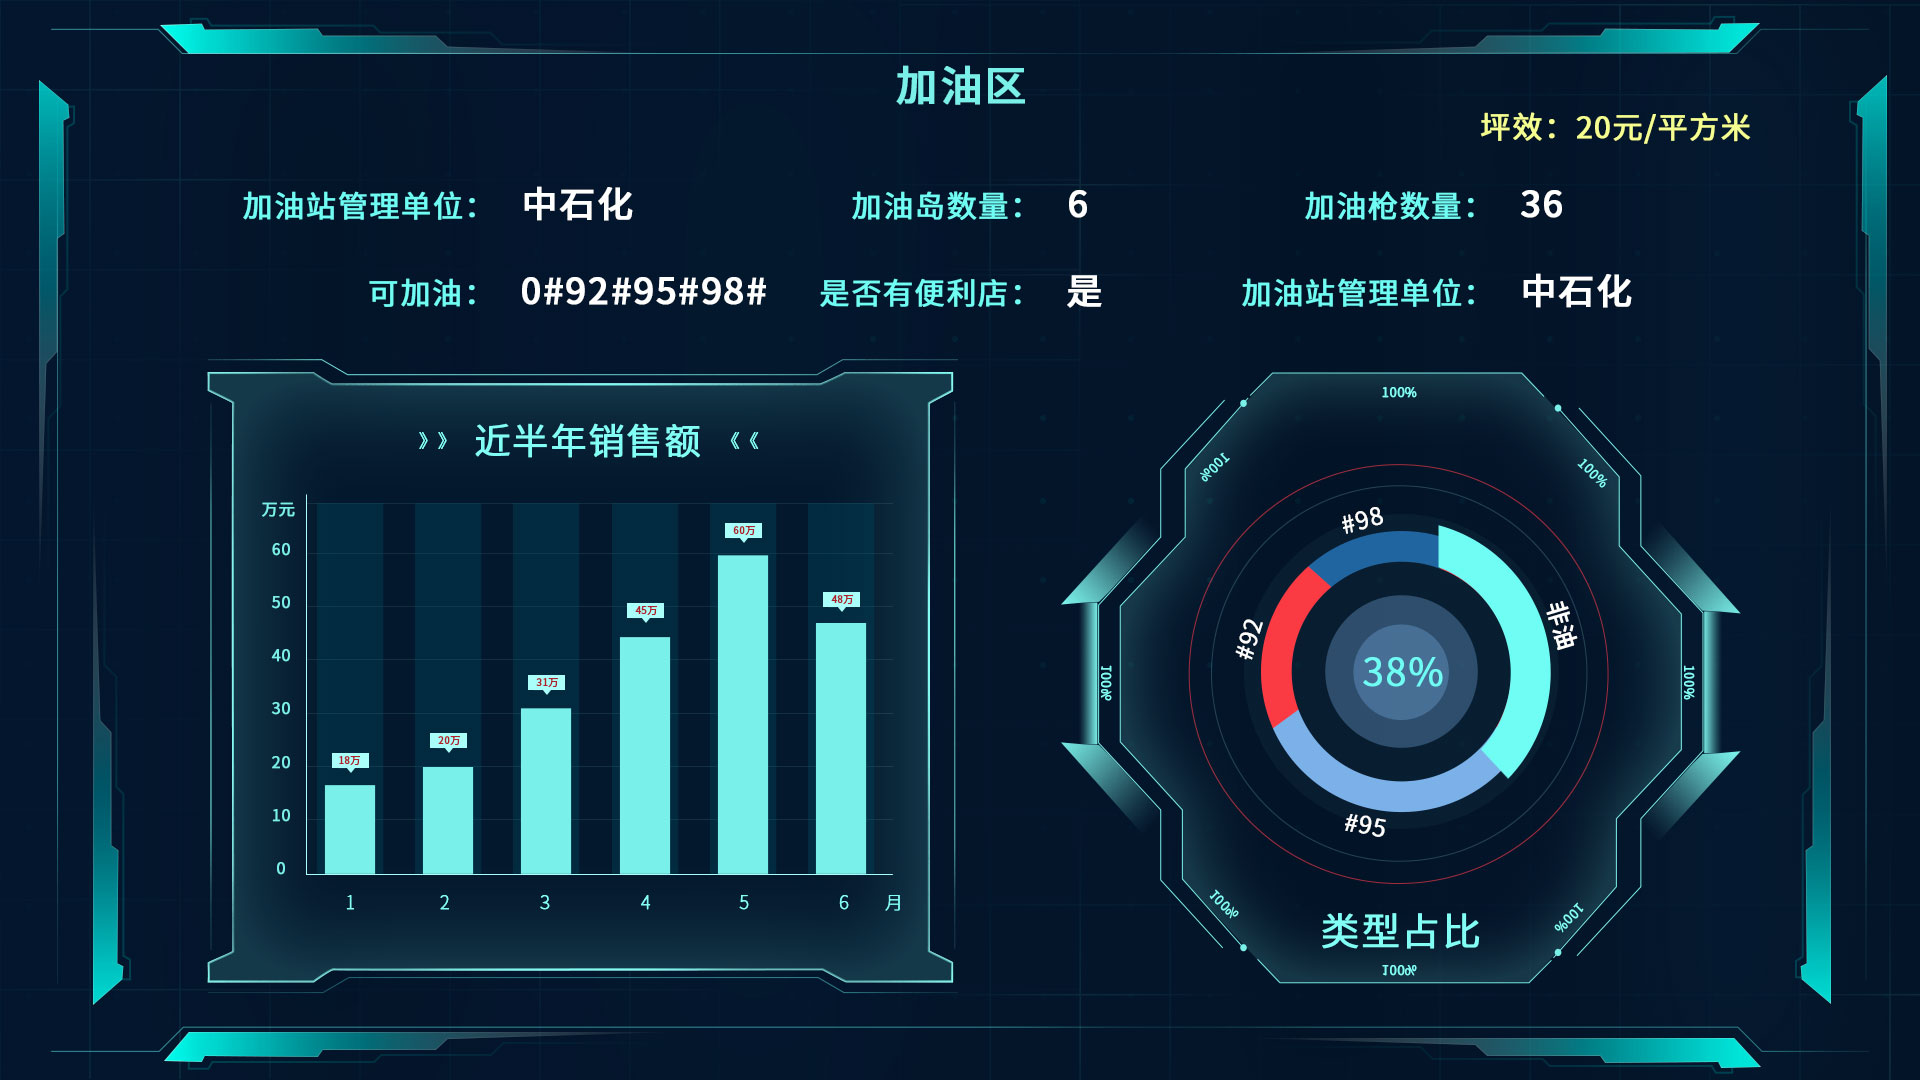 加油区
坪效：20元/平方米
加油站管理单位： 中石化
加油岛数量： 6
加油枪数量： 36
可加油： 0#92#95#98#
是否有便利店： 是
加油站管理单位： 中石化
》》 近半年销售额 《《
万元
60
50
40
30
20
10
0
18万
20万
31万
45万
60万
48万
1 2 3 4 5 6 月
100%
100%
100%
#98
#92
非油
38%
100%
100%
#95
100%
100%
类型占比
100%